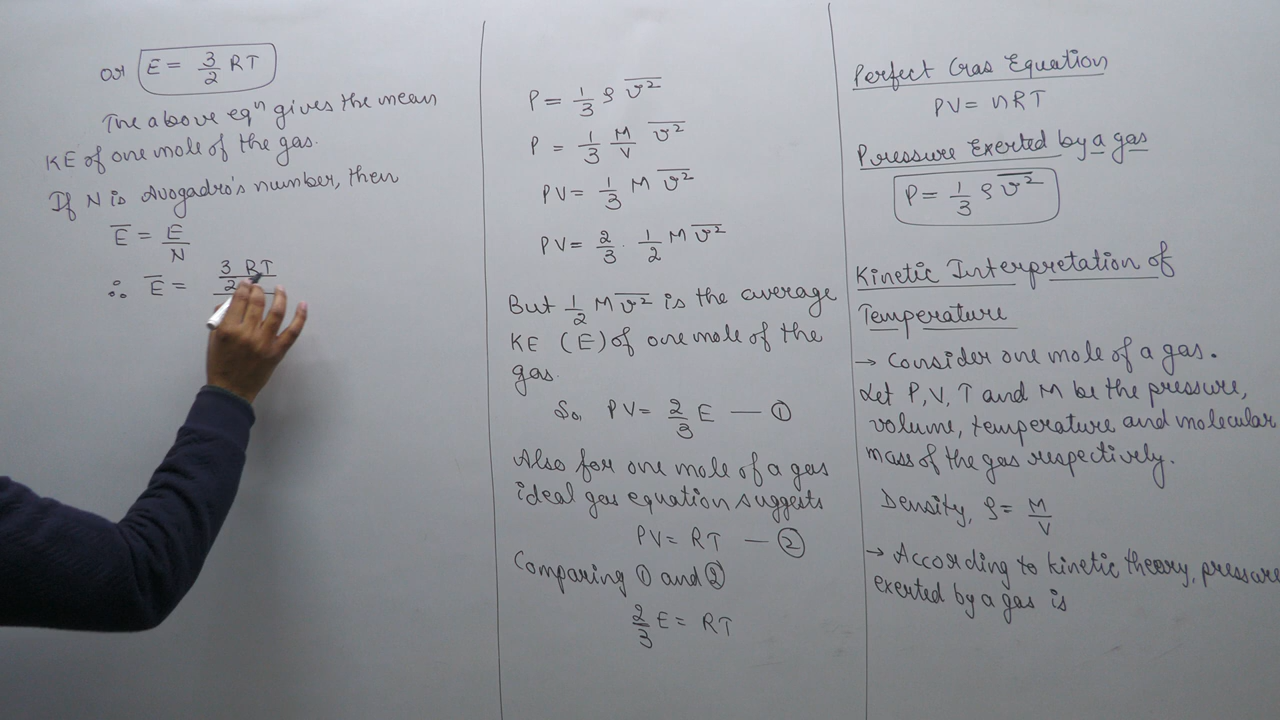 Perfect Gas Equation
PV = nRT
Pressure Exerted by a gas
P = 1/3 ρ v̅²
Kinetic Interpretation of
Temperature
→ Consider one mole of a gas.
Let P, V, T and M be the pressure,
volume, temperature and molecular
mass of the gas respectively.
Density, ρ = M/V
→ According to kinetic theory, pressure
exerted by a gas is
P = 1/3 ρ v̅²
P = 1/3 M/V v̅²
PV = 1/3 M v̅²
PV = 2/3 · 1/2 M v̅²
But 1/2 M v̅² is the average
KE (E) of one mole of the
gas.
So, PV = 2/3 E — ①
Also for one mole of a gas
ideal gas equation suggests
PV = RT — ②
Comparing ① and ②
2/3 E = RT
or E = 3/2 RT
The above eqⁿ gives the mean
KE of one mole of the gas.
If N is Avogadro's number, then
E̅ = E/N
∴ E̅ = 3/2 RT